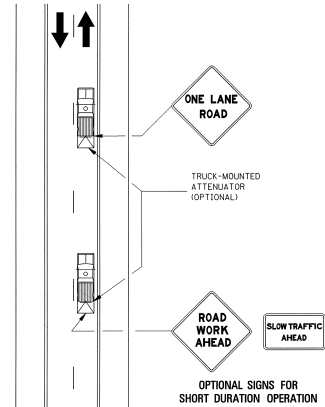 ONE LANE
ROAD
TRUCK-MOUNTED
ATTENUATOR
(OPTIONAL)
ROAD
WORK
AHEAD
SLOW TRAFFIC
AHEAD
OPTIONAL SIGNS FOR
SHORT DURATION OPERATION